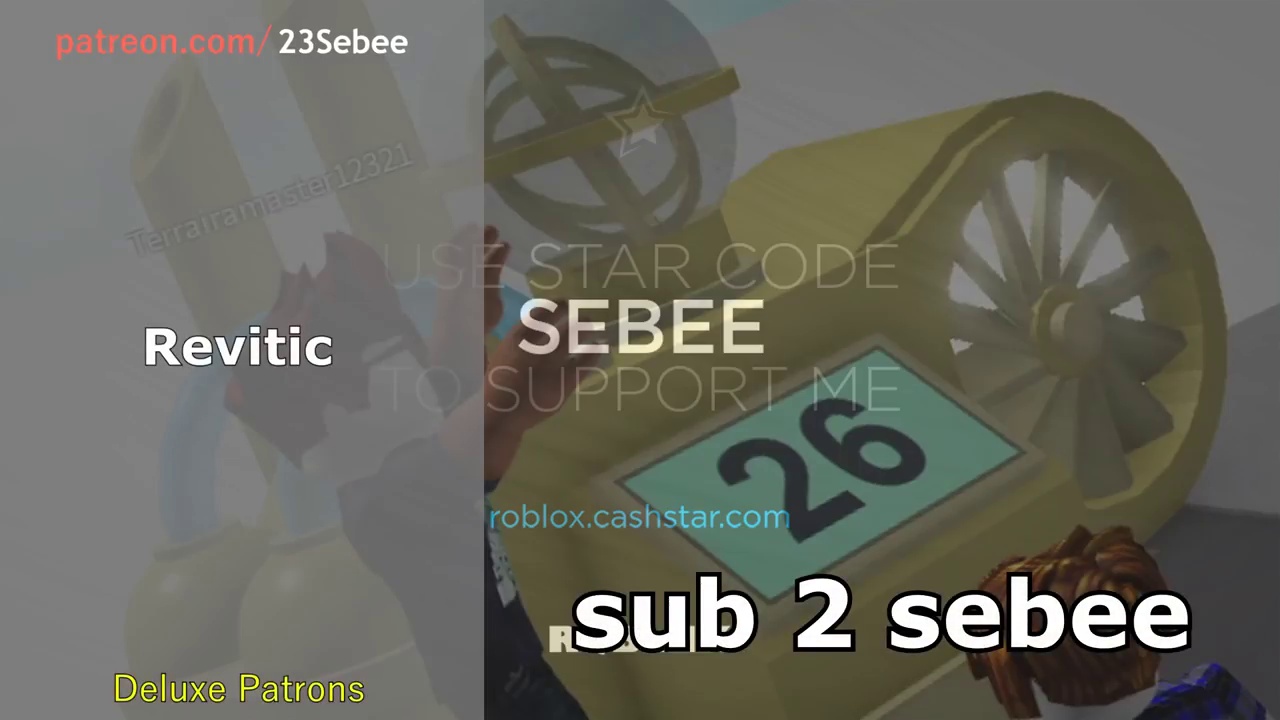 patreon.com/23Sebee
Terrairamaster12321
USE STAR CODE
SEBEE
TO SUPPORT ME
Revitic
26
roblox.cashstar.com
sub 2 sebee
Deluxe Patrons